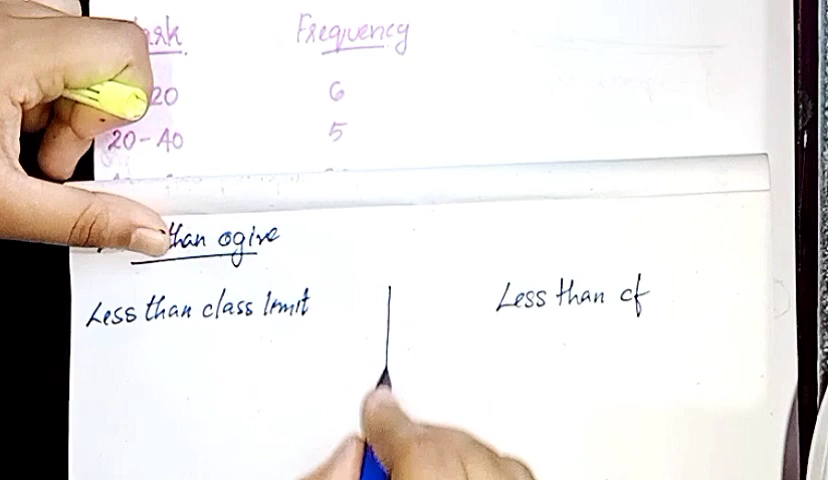 Frequency
20 6
20-40 5
than ogive
Less than class limit Less than cf